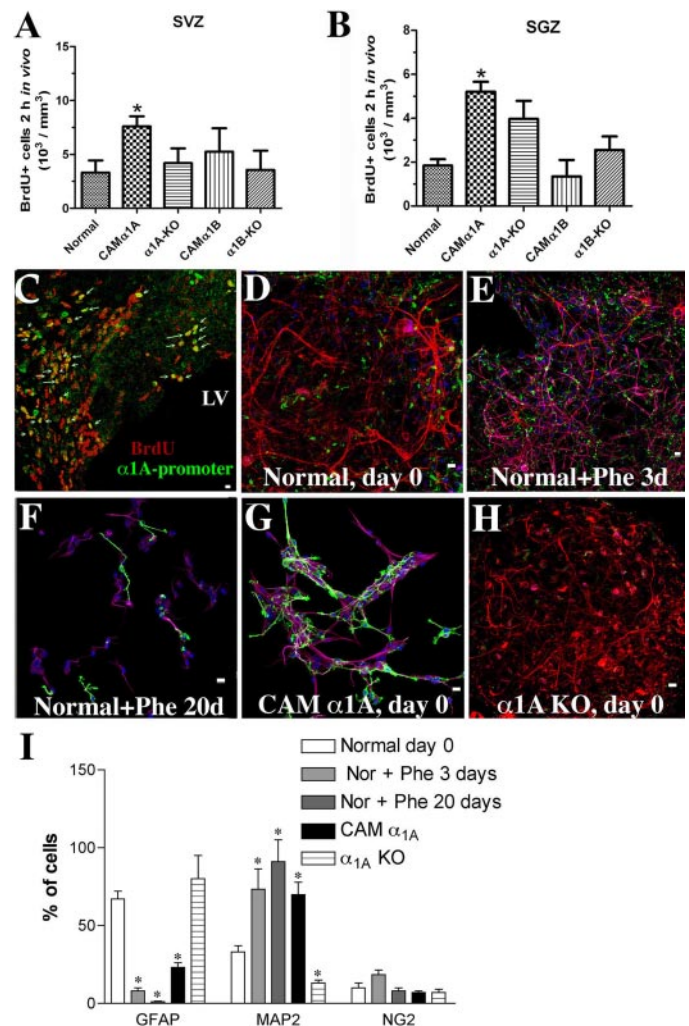 A
SVZ
BrdU+ cells 2 h in vivo
(10³ / mm³)
10
7.5
5
2.5
0
*
Normal
CAMα1A
α1A-KO
CAMα1B
α1B-KO
B
SGZ
BrdU+ cells 2 h in vivo
(10³ / mm³)
8
6
4
2
0
*
Normal
CAMα1A
α1A-KO
CAMα1B
α1B-KO
C
LV
BrdU
α1A-promoter
D
Normal, day 0
E
Normal+Phe 3d
F
Normal+Phe 20d
G
CAM α1A, day 0
H
α1A KO, day 0
I
Normal day 0
Nor + Phe 3 days
Nor + Phe 20 days
CAM α1A
α1A KO
% of cells
150
100
50
0
* * *
* * * *
GFAP MAP2 NG2